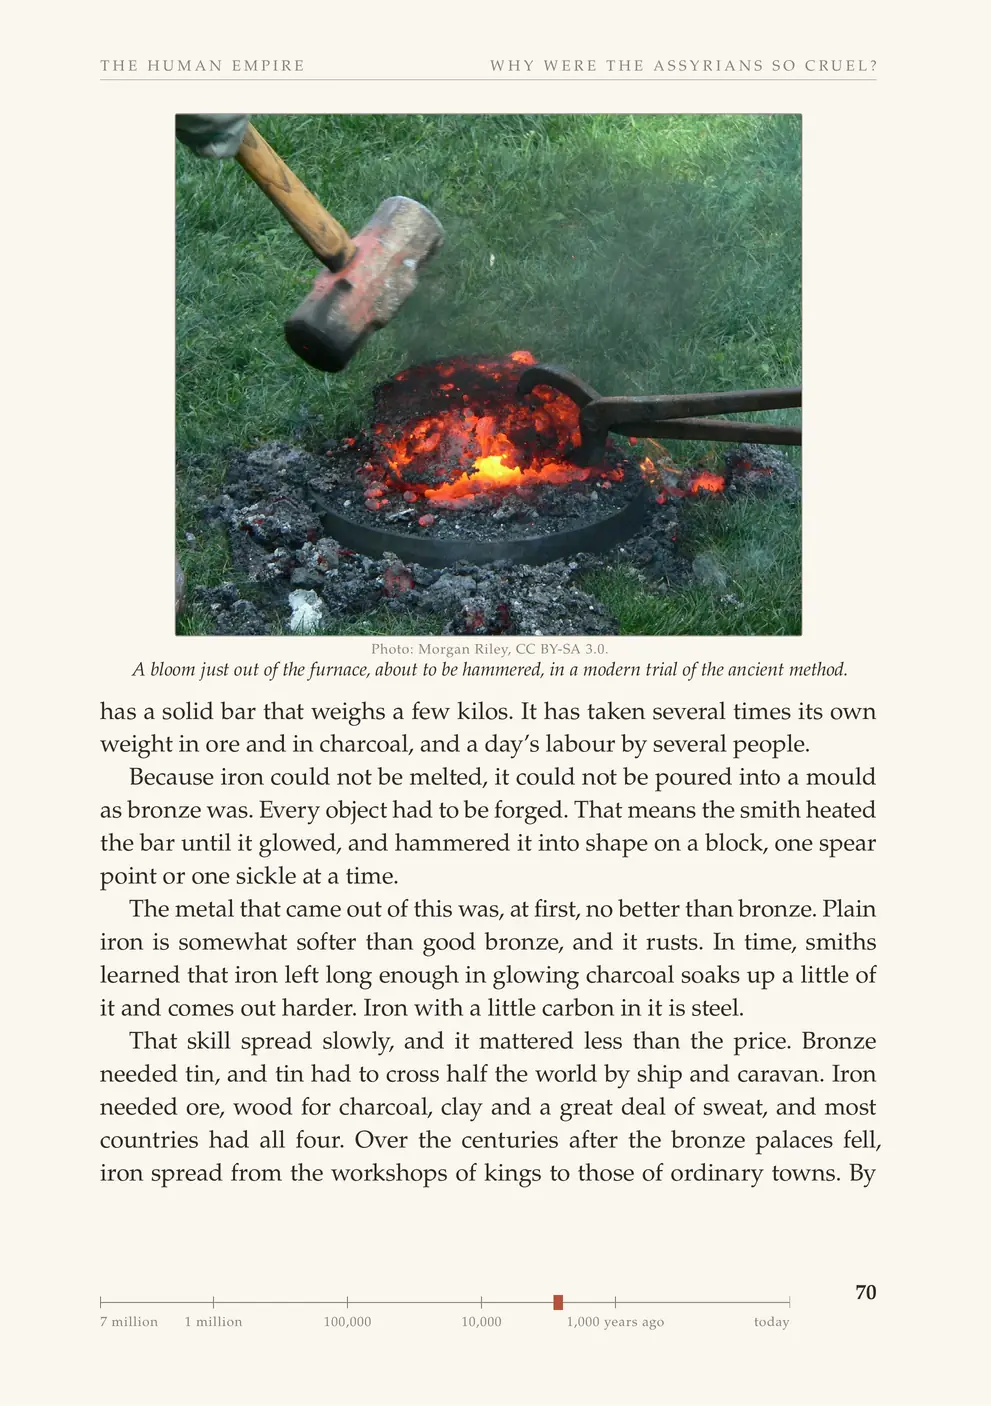 THE HUMAN EMPIRE
WHY WERE THE ASSYRIANS SO CRUEL?
Photo: Morgan Riley, CC BY-SA 3.0.
A bloom just out of the furnace, about to be hammered, in a modern trial of the ancient method.
has a solid bar that weighs a few kilos. It has taken several times its own
weight in ore and in charcoal, and a day’s labour by several people.
Because iron could not be melted, it could not be poured into a mould
as bronze was. Every object had to be forged. That means the smith heated
the bar until it glowed, and hammered it into shape on a block, one spear
point or one sickle at a time.
The metal that came out of this was, at first, no better than bronze. Plain
iron is somewhat softer than good bronze, and it rusts. In time, smiths
learned that iron left long enough in glowing charcoal soaks up a little of
it and comes out harder. Iron with a little carbon in it is steel.
That skill spread slowly, and it mattered less than the price. Bronze
needed tin, and tin had to cross half the world by ship and caravan. Iron
needed ore, wood for charcoal, clay and a great deal of sweat, and most
countries had all four. Over the centuries after the bronze palaces fell,
iron spread from the workshops of kings to those of ordinary towns. By
70
7 million 1 million 100,000 10,000 1,000 years ago today